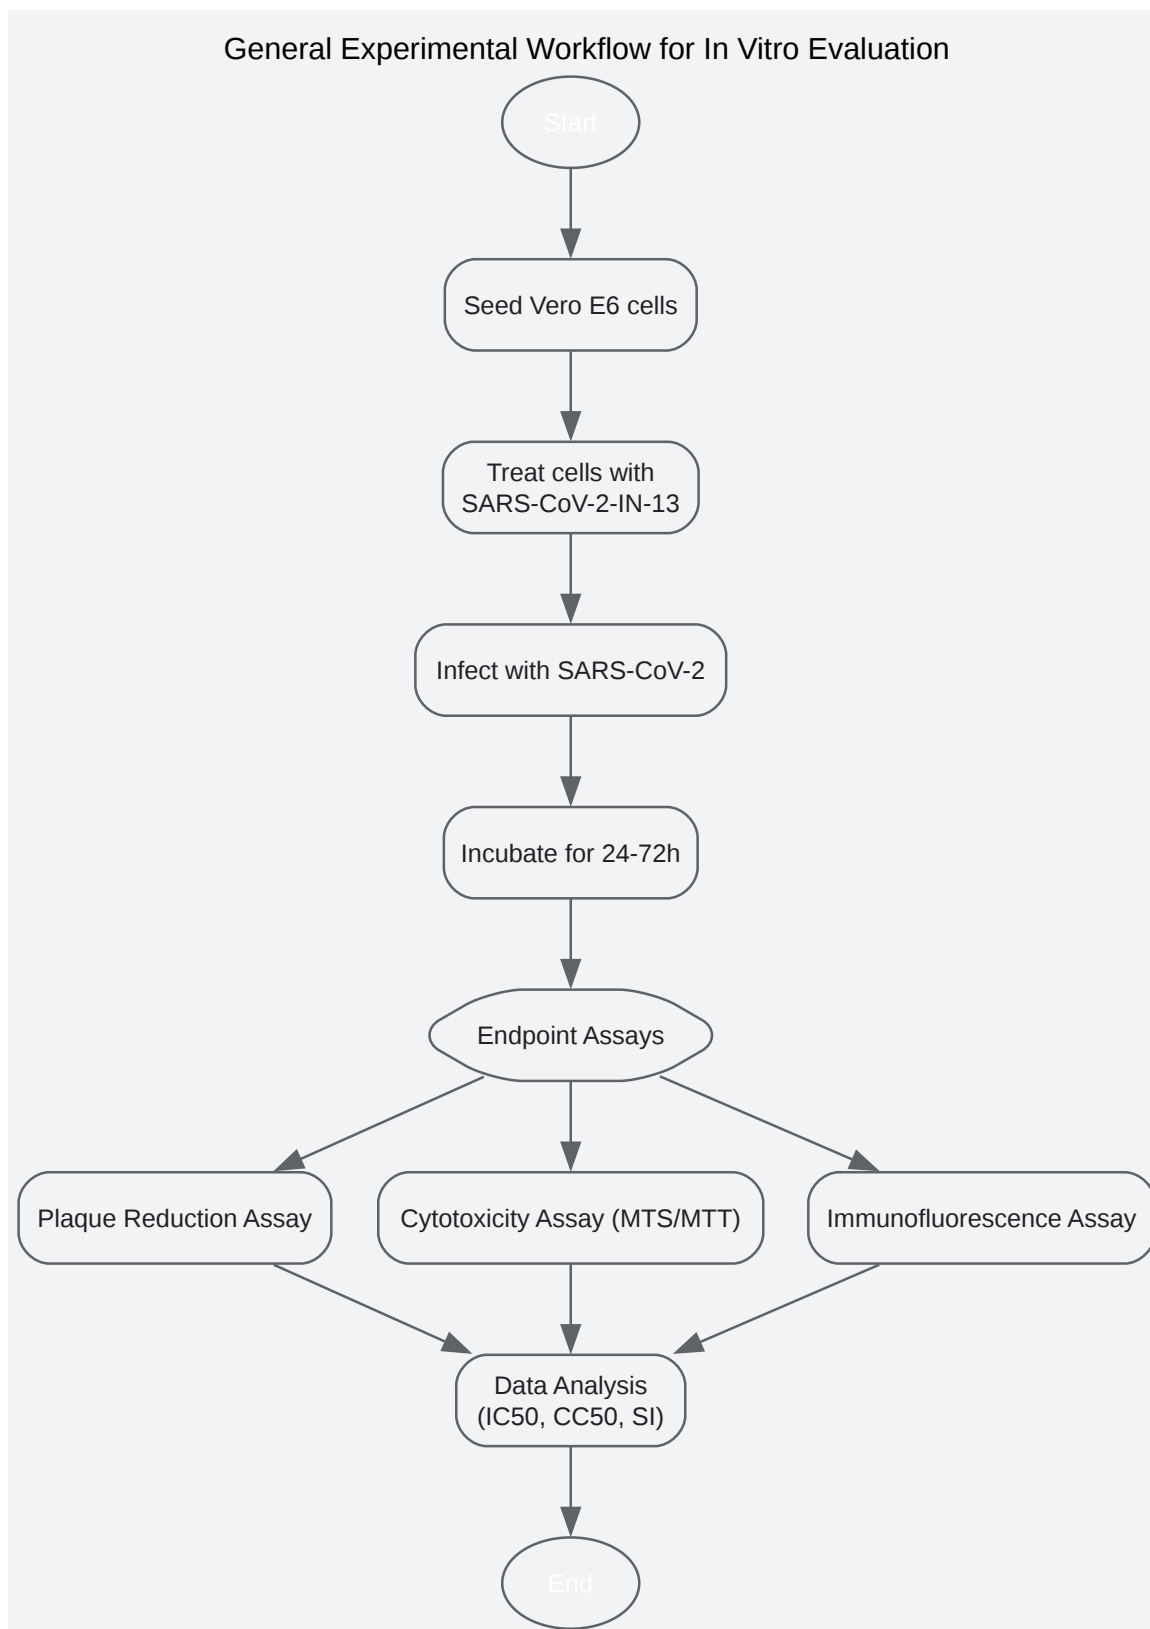 General Experimental Workflow for In Vitro Evaluation
Start
Seed Vero E6 cells
Treat cells with
SARS-CoV-2-IN-13
Infect with SARS-CoV-2
Incubate for 24-72h
Endpoint Assays
Plaque Reduction Assay
Cytotoxicity Assay (MTS/MTT)
Immunofluorescence Assay
Data Analysis
(IC50, CC50, SI)
End